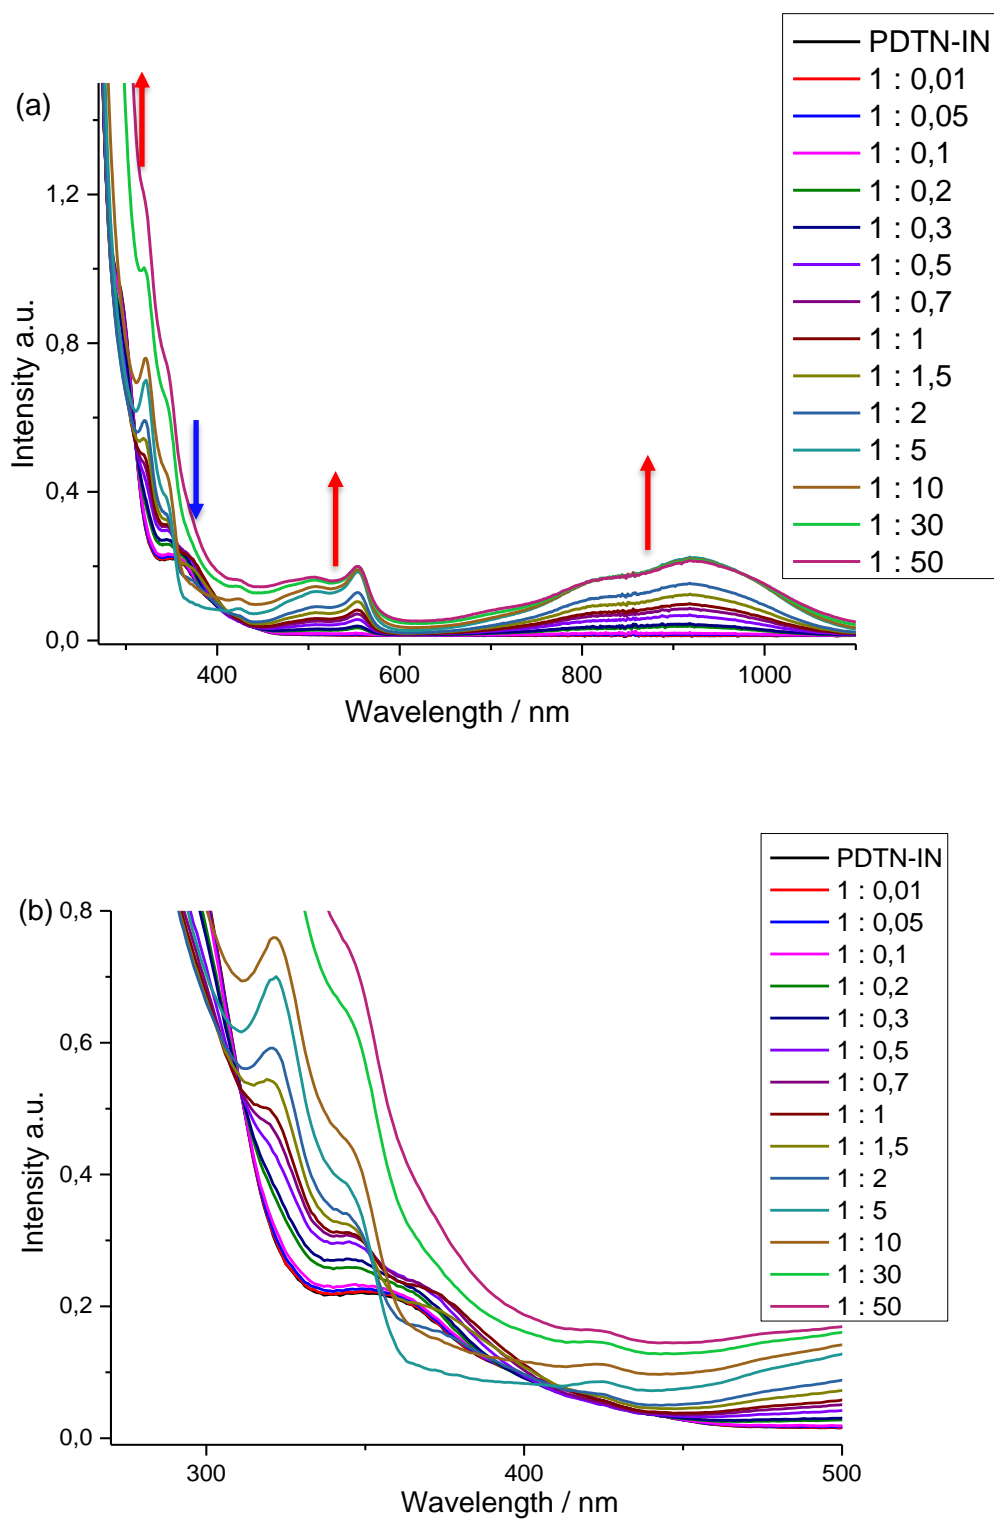 (a)
Intensity a.u.
1,2
0,8
0,4
0,0
400
600
800
1000
Wavelength / nm
PDTN-IN
1 : 0,01
1 : 0,05
1 : 0,1
1 : 0,2
1 : 0,3
1 : 0,5
1 : 0,7
1 : 1
1 : 1,5
1 : 2
1 : 5
1 : 10
1 : 30
1 : 50
(b)
Intensity a.u.
0,8
0,6
0,4
0,2
0,0
300
400
500
Wavelength / nm
PDTN-IN
1 : 0,01
1 : 0,05
1 : 0,1
1 : 0,2
1 : 0,3
1 : 0,5
1 : 0,7
1 : 1
1 : 1,5
1 : 2
1 : 5
1 : 10
1 : 30
1 : 50